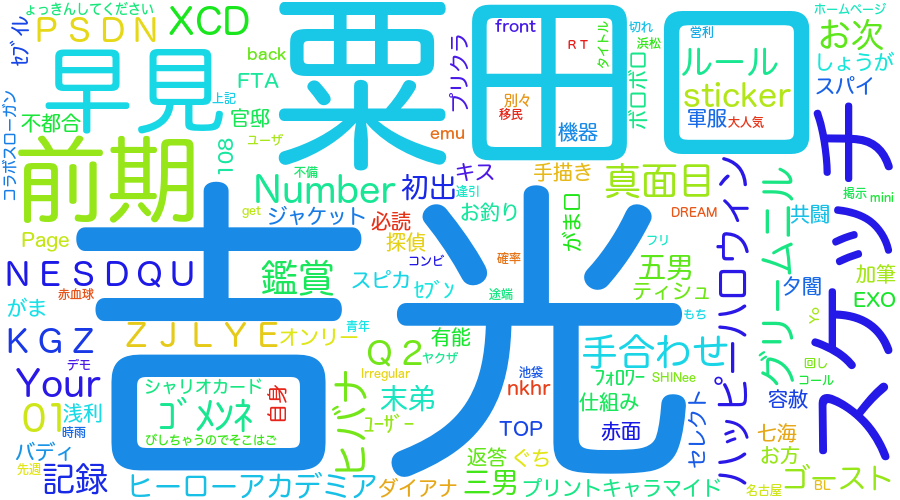 ょっきんしてください
ホームページ
PSDN
XCD
粟田口
front
RT
タイトル
切れ
浜松
営利
お次
ｾﾌﾞｲﾚ
早見
back
プリクラ
ルール
しょうが
FTA
上記
ボロボロ
sticker
スパイ
コラボスローガン
不都合
官邸
別々
移民
機器
軍服
大人気
emu
ユーザ
108
前期
不備
キス
手描き
真面目
Number
初出
逢引
ハッピーハロウィン
グリームニール
スケッチ
掲示
mini
get
ジャケット
必読
お釣り
がま口
DREAM
共闘
Page
探偵
コンビ
フリ
吉光
鑑賞
スピカ
確率
五男
夕闇
加筆
NESDQU
がま
赤血球
ｾﾌﾞﾝ
途端
ティシュ
EXO
もち
Yo
KGZ
ZJLYE
オンリー
青年
有能
Q2
ヤクザ
手合わせ
デモ
回し
コール
Your
シャリオカード
ｺﾞﾒﾝﾈ
自身
ヒバナ
Irregular
池袋
nkhr
ﾌｫﾛﾜｰ
SHINee
末弟
仕組み
容赦
01
浅利
時雨
びしちゃうのでそこはご
ﾕｰｻﾞｰ
TOP
赤面
セレクト
七海
バディ
先週
記録
返答
ぐち
お方
ヒーローアカデミア
ダイアナ
三男
プリントキャラマイド
名古屋
BL
ゴースト